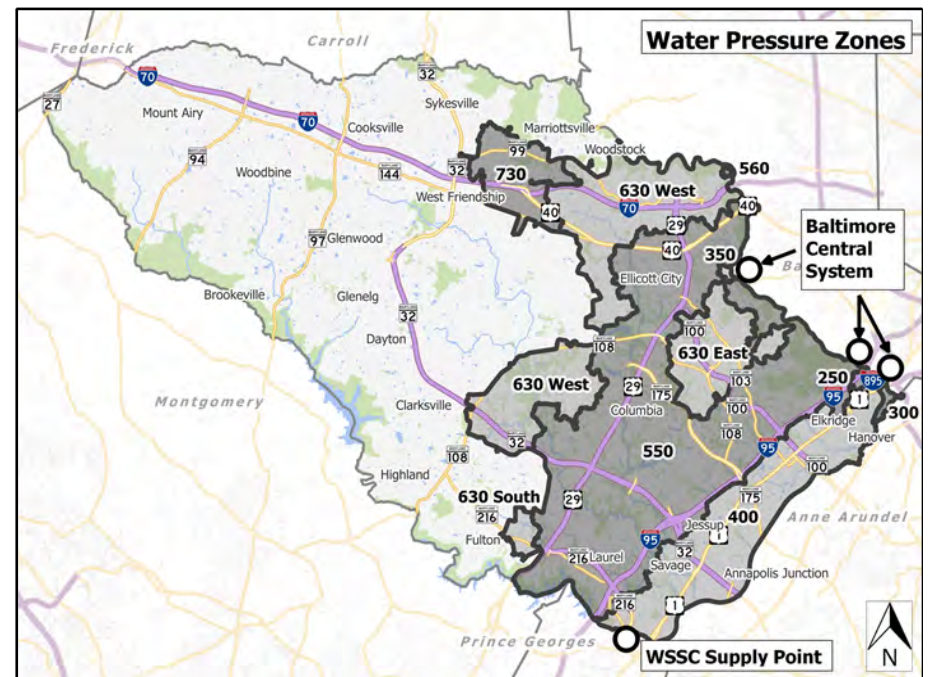 Water Pressure Zones
Frederick
Carroll
70
27
Mount Airy
32
Sykesville
70
Cooksville
Marriottsville
Woodstock
94
99
144
32
730
560
Woodbine
630 West
West Friendship
40
70
40
29
Baltimore
Central
System
97
Glenwood
40
350
Ba
Ellicott City
Brookeville
Glenelg
32
Dayton
108
100
100
630 East
630 West
29
175
103
250
895
95
1
300
Montgomery
Clarksville
Columbia
100
Elkridge
Hanover
32
108
95
108
550
100
Highland
630 South
29
175
216
Jessup
400
Anne Arundel
1
Fulton
95
32
216
Laurel
Savage
Annapolis Junction
216
1
Prince Georges
WSSC Supply Point
N